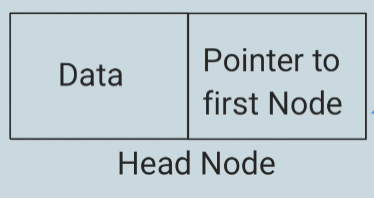 Data
Pointer to
first Node
Head Node